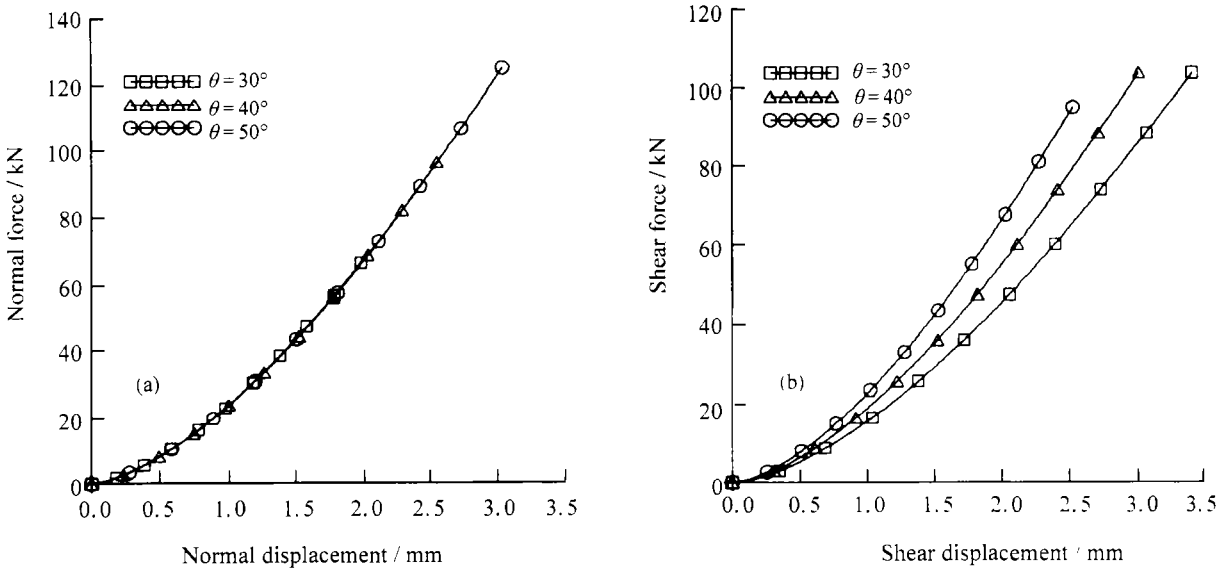 140
120
100
80
60
40
20
0
Normal force / kN
θ = 30°
θ = 40°
θ = 50°
(a)
0.0 0.5 1.0 1.5 2.0 2.5 3.0 3.5
Normal displacement / mm
120
100
80
60
40
20
0
Shear force / kN
θ = 30°
θ = 40°
θ = 50°
(b)
0.0 0.5 1.0 1.5 2.0 2.5 3.0 3.5
Shear displacement / mm